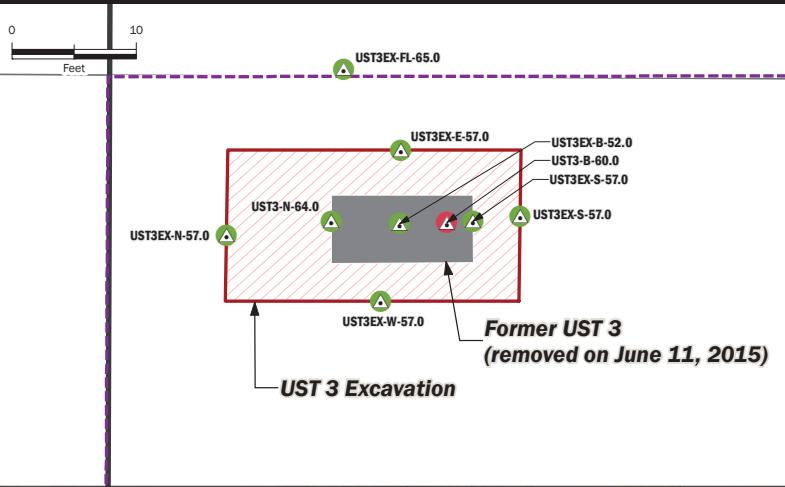 0 10
Feet
UST3EX-FL-65.0
UST3EX-E-57.0
UST3EX-B-52.0
UST3-B-60.0
UST3EX-S-57.0
UST3-N-64.0
UST3EX-S-57.0
UST3EX-N-57.0
UST3EX-W-57.0
Former UST 3
(removed on June 11, 2015)
UST 3 Excavation